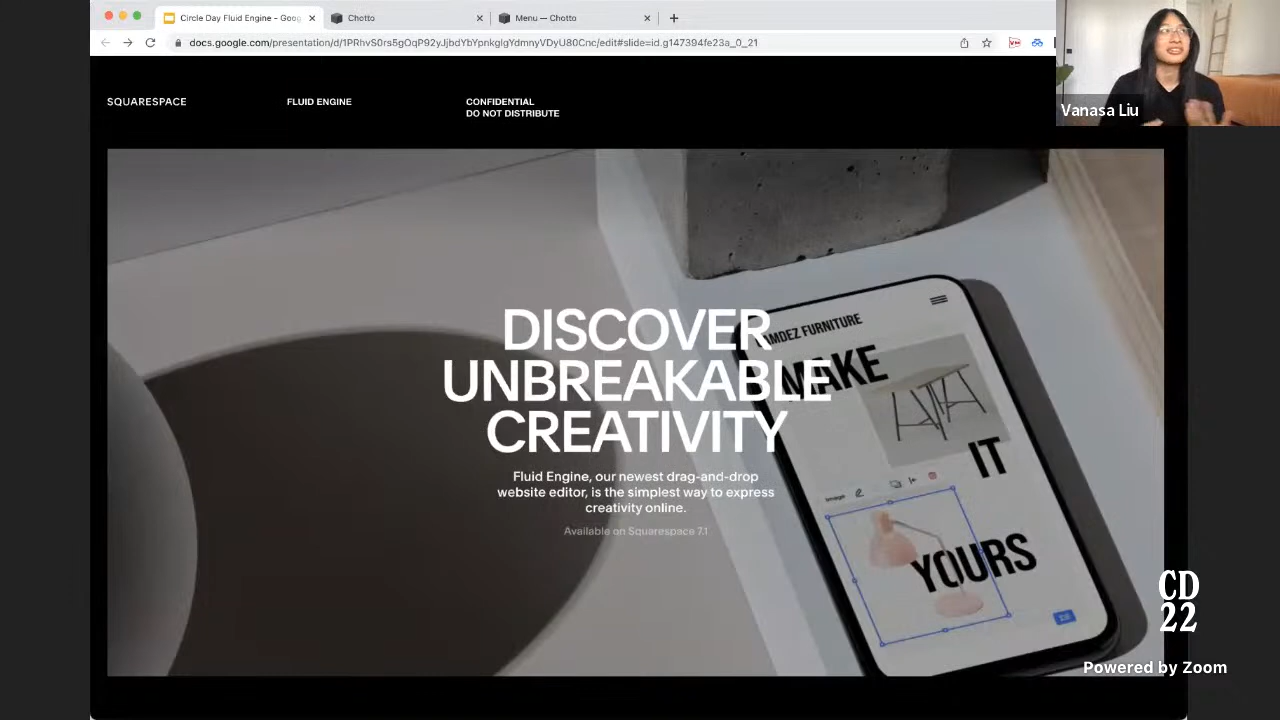 Circle Day Fluid Engine - Goog
Chotto
Menu — Chotto
docs.google.com/presentation/d/1PRhvS0rs5gOqP92yJjbdYbYpnkglgYdmnyVDyU80Cnc/edit#slide=id.g147394fe23a_0_21
Vanasa Liu
SQUARESPACE
FLUID ENGINE
CONFIDENTIAL
DO NOT DISTRIBUTE
DISCOVER
UNBREAKABLE
CREATIVITY
Fluid Engine, our newest drag-and-drop
website editor, is the simplest way to express
creativity online.
Available on Squarespace 7.1
FURNITURE
MAKE
IT
Image
YOURS
CD
22
Powered by Zoom